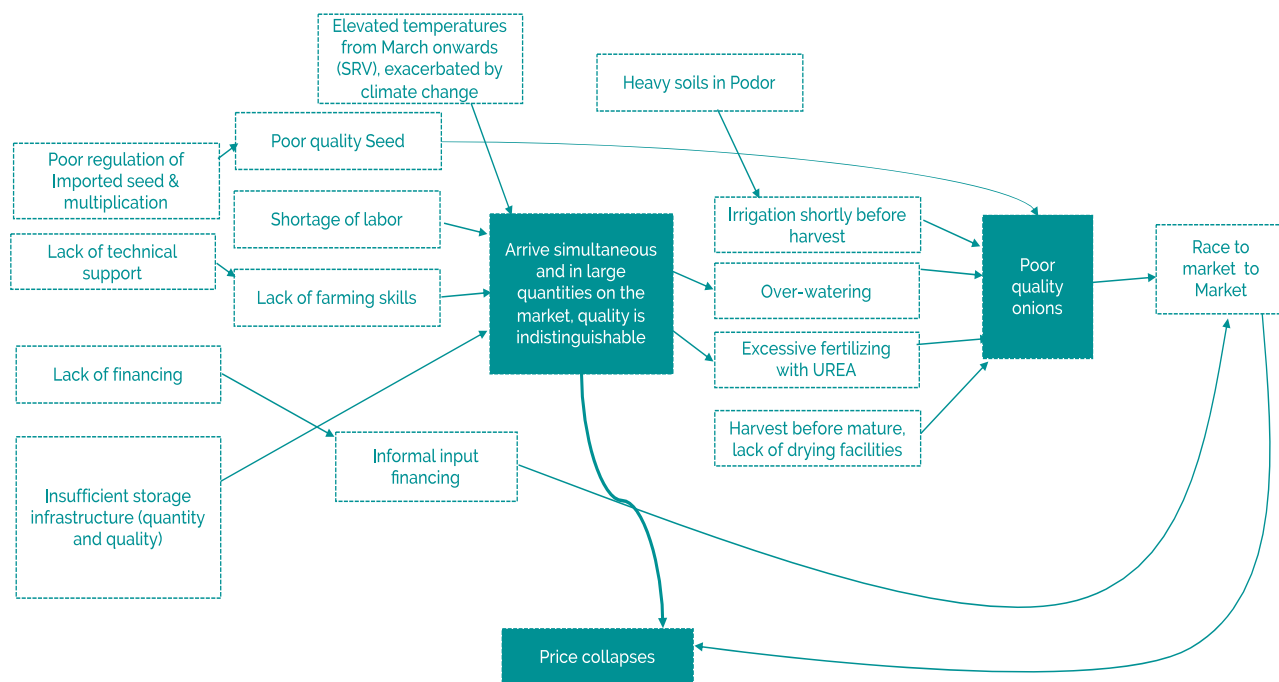 Elevated temperatures
from March onwards
(SRV), exacerbated by
climate change
Heavy soils in Podor
Poor quality Seed
Poor regulation of
Imported seed &
multiplication
Shortage of labor
Lack of technical
support
Lack of farming skills
Arrive simultaneous
and in large
quantities on the
market, quality is
indistinguishable
Irrigation shortly before
harvest
Over-watering
Excessive fertilizing
with UREA
Harvest before mature,
lack of drying facilities
Poor
quality
onions
Race to
market to
Market
Lack of financing
Informal input
financing
Insufficient storage
infrastructure (quantity
and quality)
Price collapses